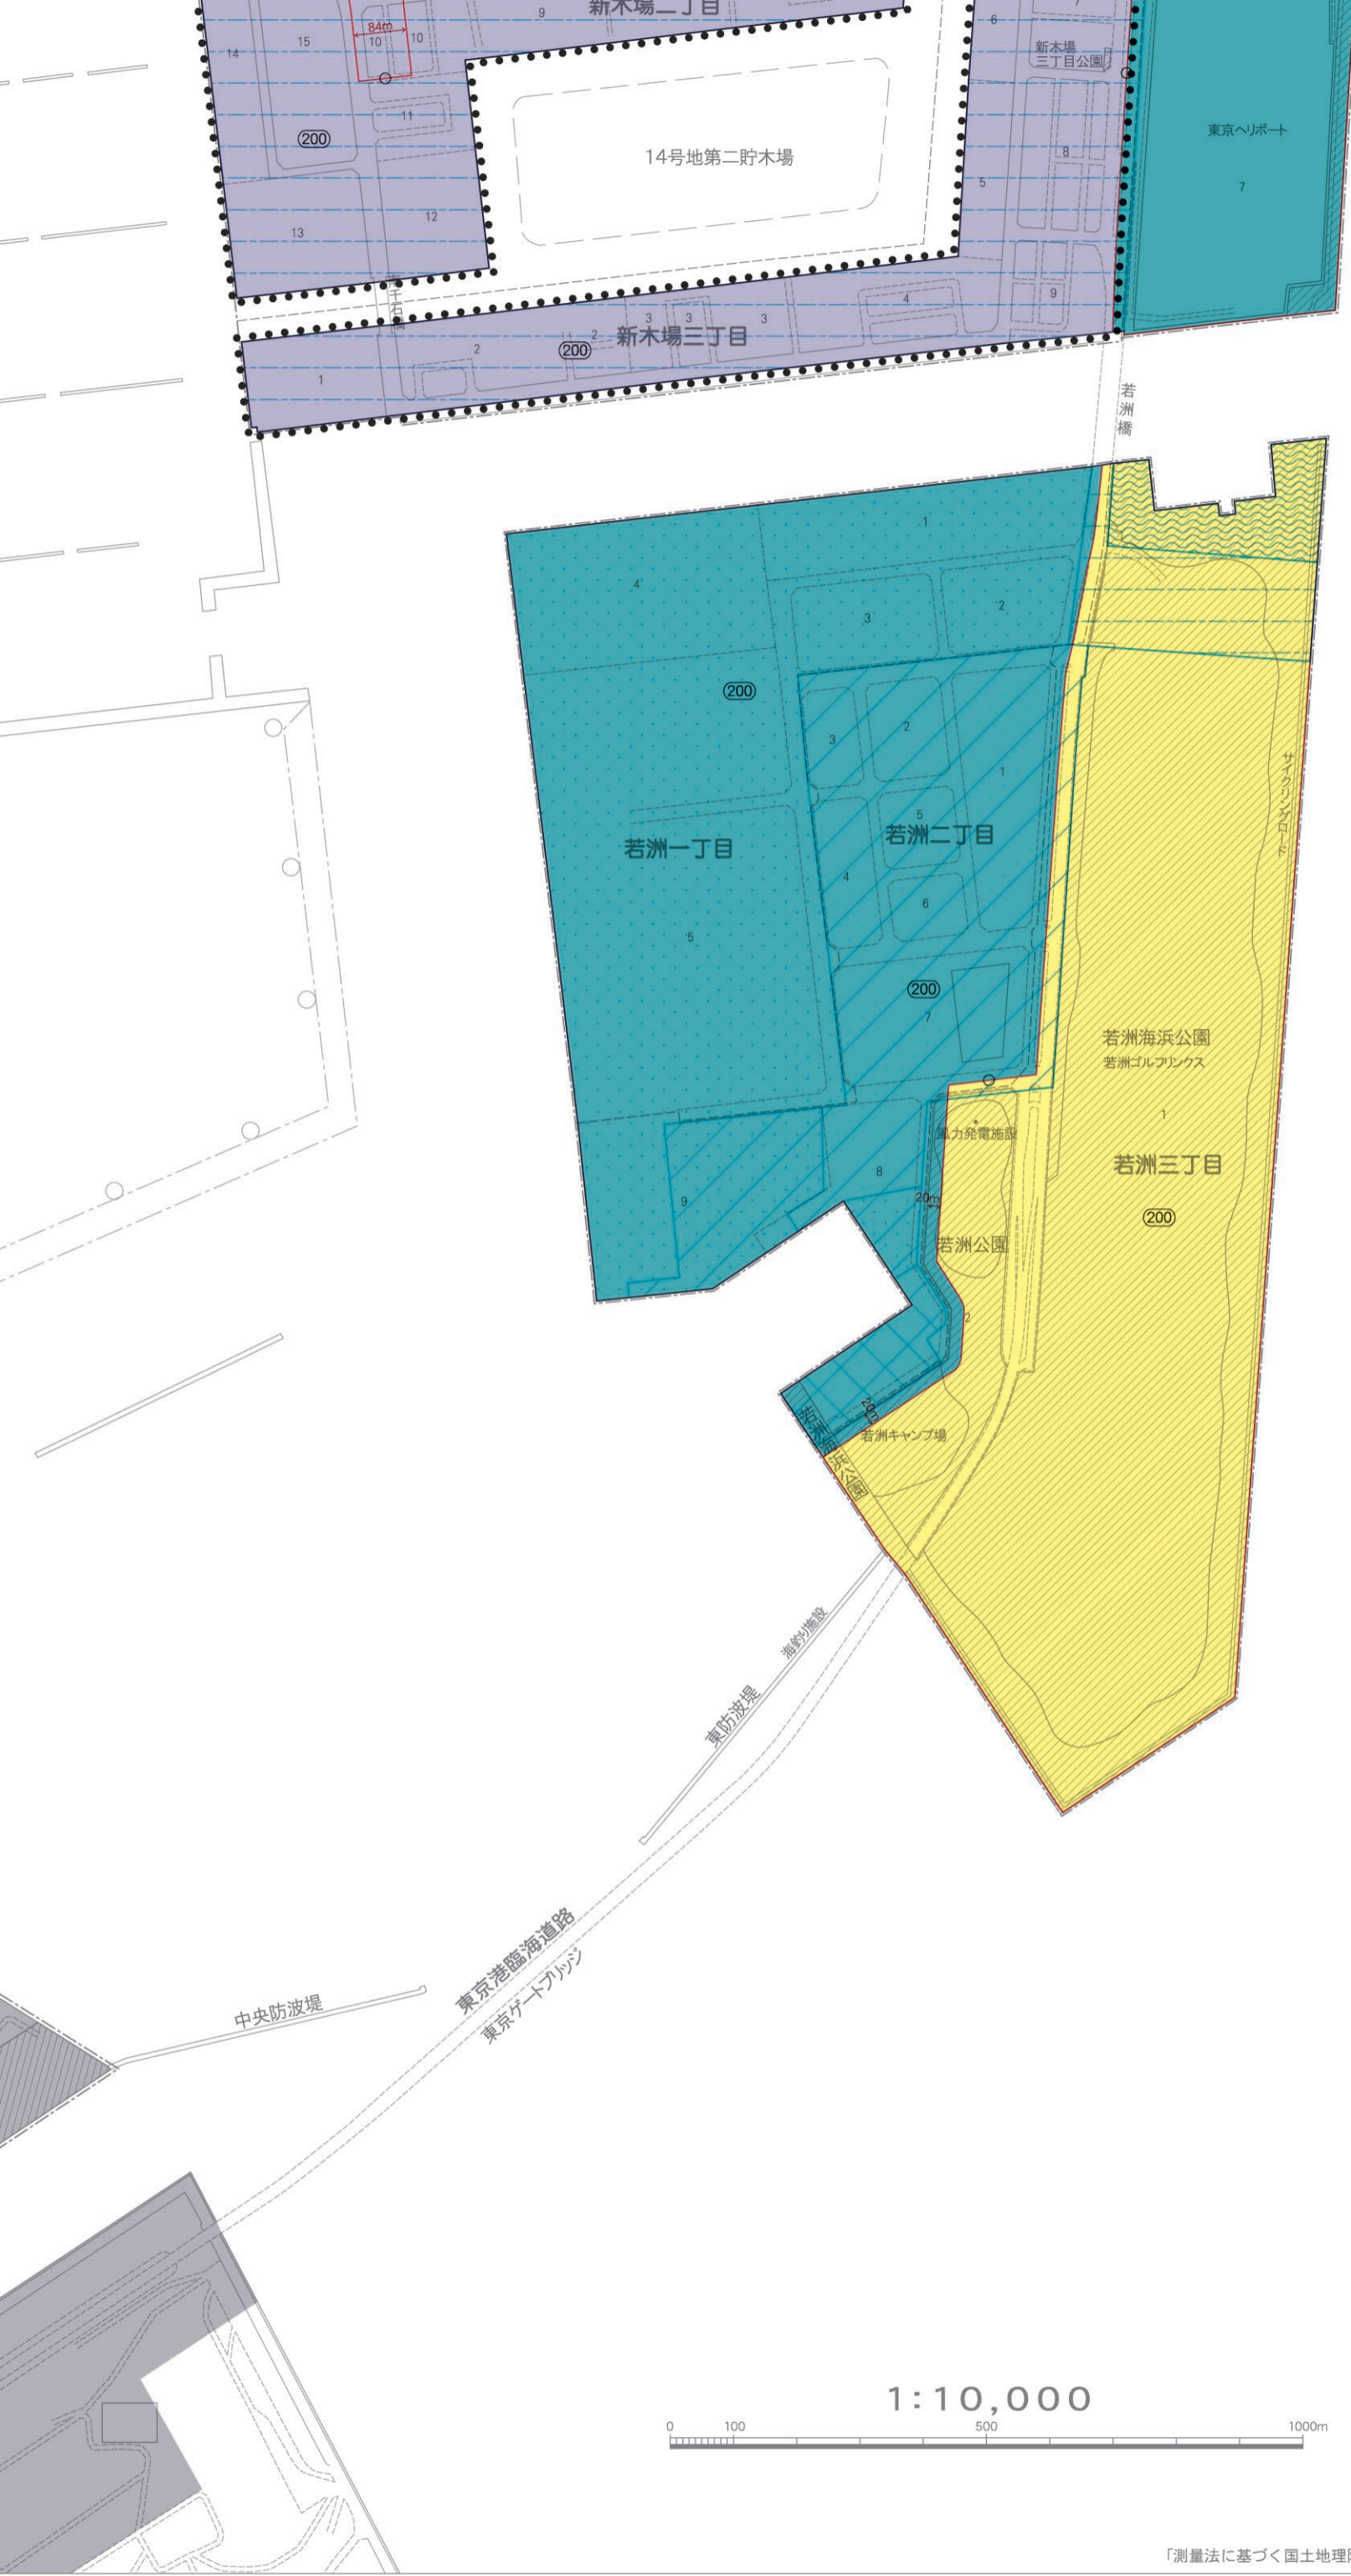 新木場二丁目
9
84m
10
10
15
14
6
7
新木場
三丁目公園
11
200
東京ヘリポート
14号地第二貯木場
8
5
7
12
13
9
4
3
3
3
新木場三丁目
2
200
2
1
若洲橋
1
4
2
3
200
2
3
1
サイクリングロード
5
若洲二丁目
若洲一丁目
4
6
5
200
7
若洲海浜公園
若洲ゴルフリンクス
1
風力発電施設
若洲三丁目
8
20m
9
200
若洲公園
2
20m
若洲キャンプ場
海釣り施設
東防波堤
東京港臨海道路
東京ゲートブリッジ
中央防波堤
1:10,000
0 100 500 1000m
「測量法に基づく国土地理